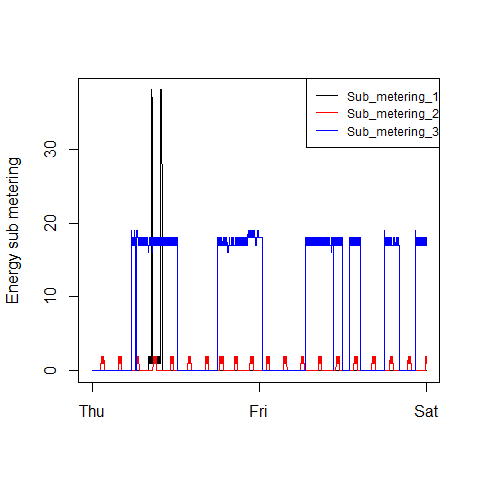 Sub_metering_1
Sub_metering_2
Sub_metering_3
Energy sub metering
30
20
10
0
Thu
Fri
Sat